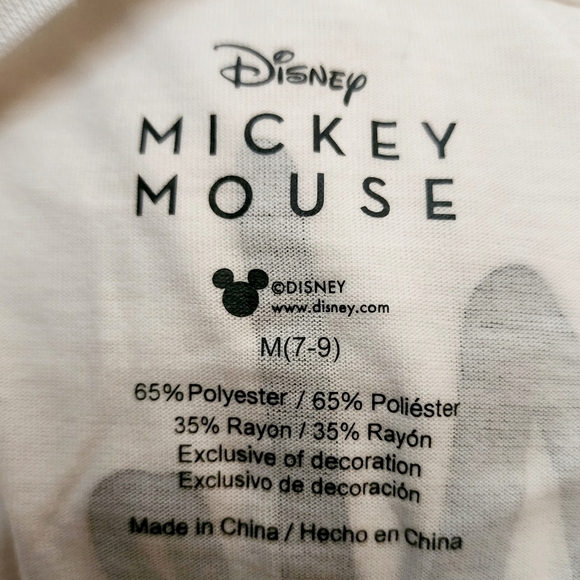 Disney
MICKEY
MOUSE
©DISNEY
www.disney.com
M(7-9)
65%Polyester / 65% Poliéster
35% Rayon / 35% Rayón
Exclusive of decoration
Exclusivo de decoración
Made in China / Hecho en China